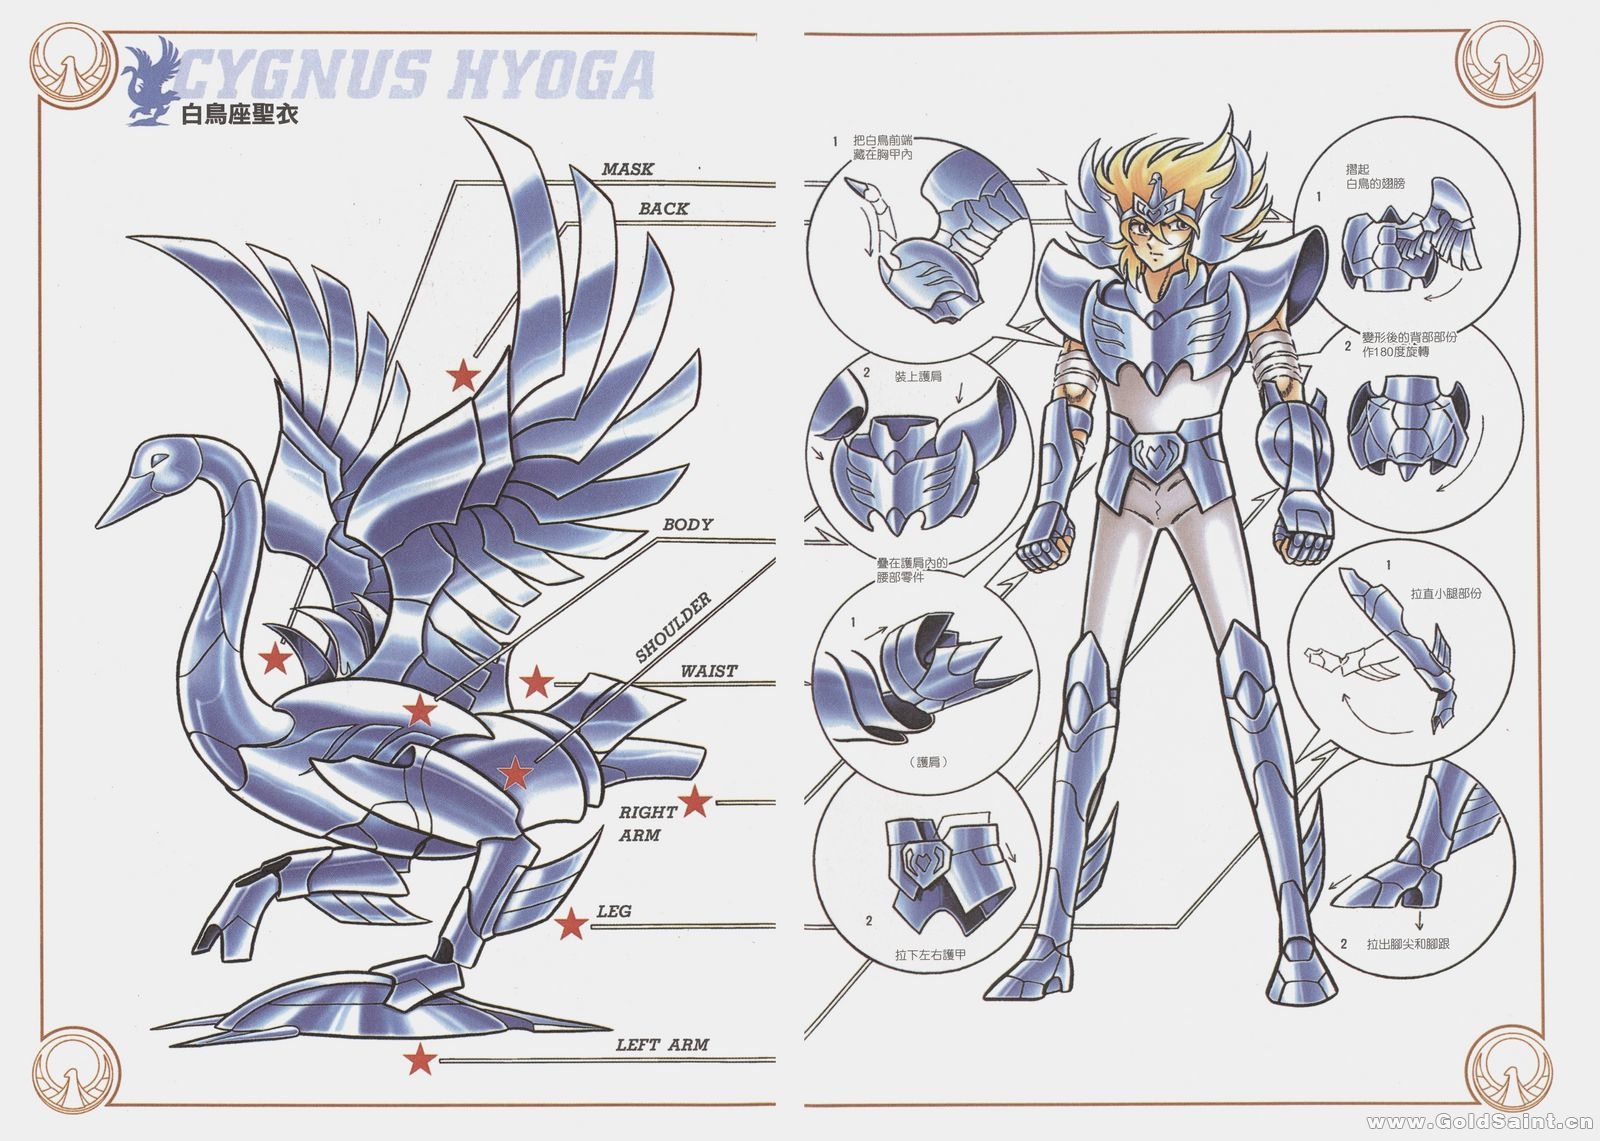 CYGNUS HYOGA
白鳥座聖衣
MASK
BACK
BODY
SHOULDER
WAIST
RIGHT
ARM
LEG
LEFT ARM
1 把白鳥前端
藏在胸甲內
2 裝上護肩
疊在護肩內的
腰部零件
1
(護肩)
2
拉下左右護甲
摺起
白鳥的翅膀
1
變形後的背部部份
2 作180度旋轉
1
拉直小腿部份
2 拉出腳尖和腳跟
www.GoldSaint.cn